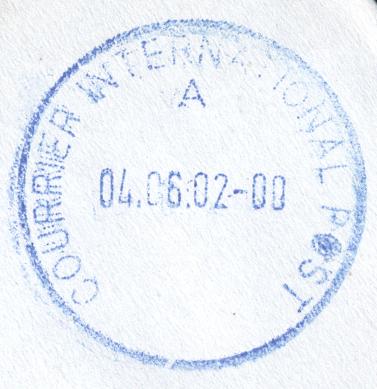 COURRIER INTERNATIONAL POST
A
04.06.02-00